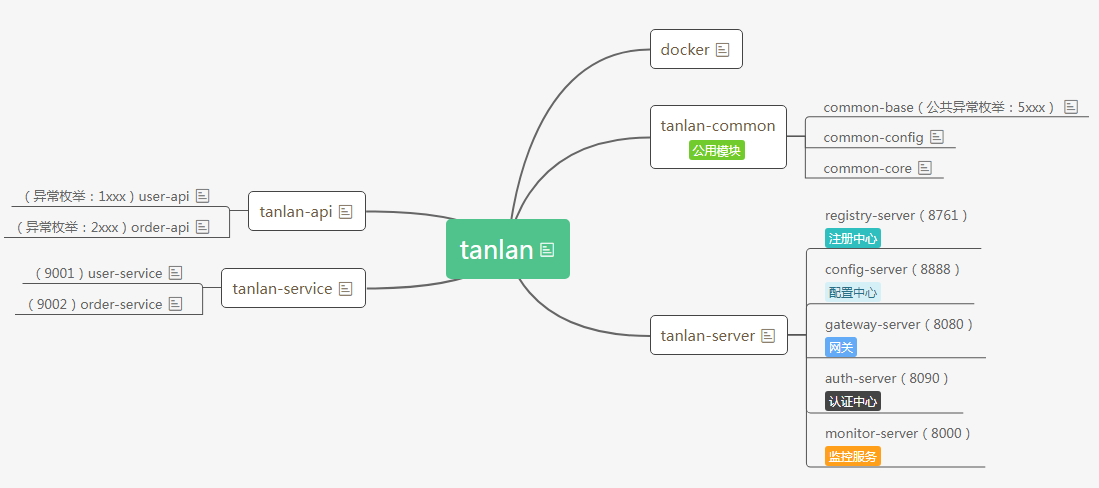 docker
tanlan-common
公用模块
common-base（公共异常枚举：5xxx）
common-config
common-core
（异常枚举：1xxx）user-api
（异常枚举：2xxx）order-api
tanlan-api
tanlan
（9001）user-service
（9002）order-service
tanlan-service
tanlan-server
registry-server（8761）
注册中心
config-server（8888）
配置中心
gateway-server（8080）
网关
auth-server（8090）
认证中心
monitor-server（8000）
监控服务